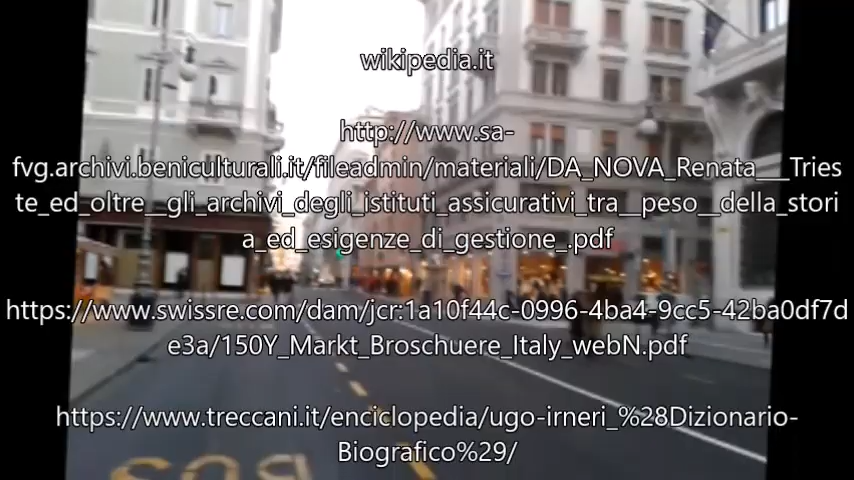 wikipedia.it
http://www.sa-
fvg.archivi.beniculturali.it/fileadmin/materiali/DA_NOVA_Renata___Tries
te_ed_oltre__gli_archivi_degli_istituti_assicurativi_tra__peso__della_stori
a_ed_esigenze_di_gestione_.pdf
https://www.swissre.com/dam/jcr:1a10f44c-0996-4ba4-9cc5-42ba0df7d
e3a/150Y_Markt_Broschuere_Italy_webN.pdf
https://www.treccani.it/enciclopedia/ugo-irneri_%28Dizionario-
Biografico%29/
BUS